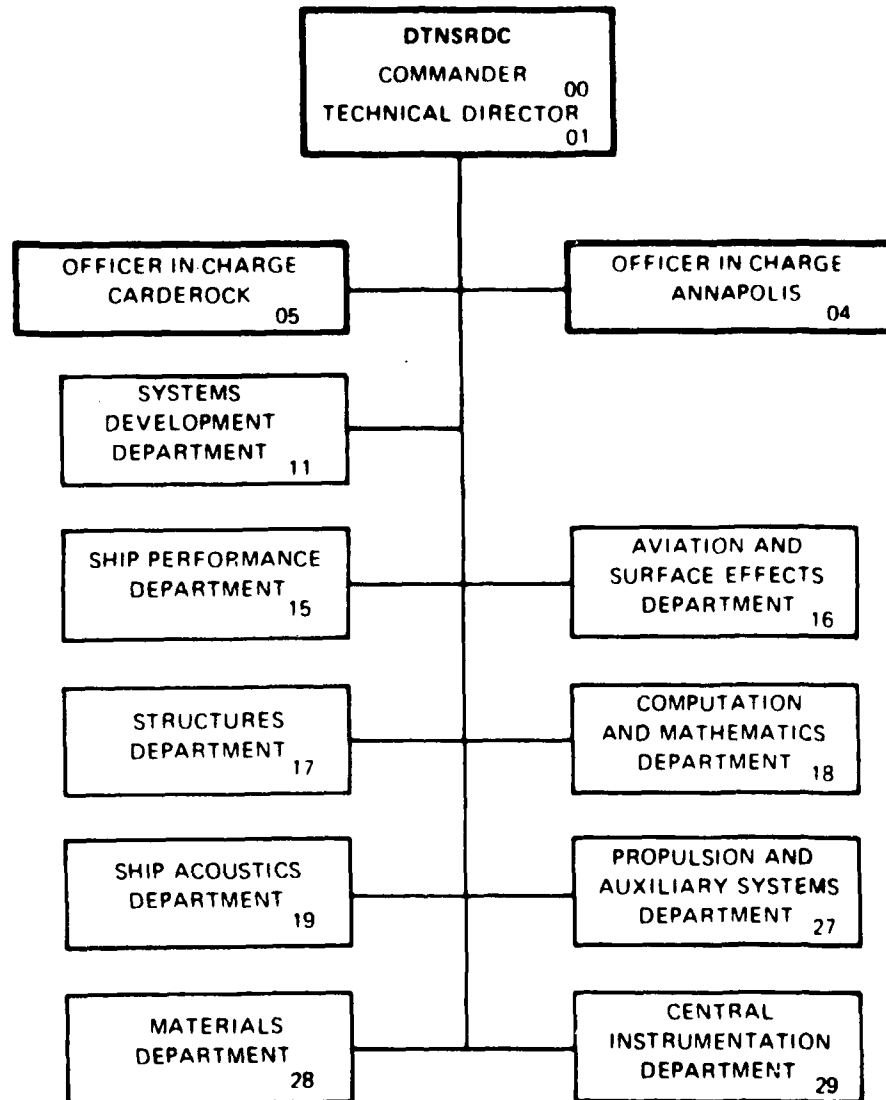 DTNSRDC
COMMANDER
00
TECHNICAL DIRECTOR
01
OFFICER IN CHARGE
CARDEROCK
05
OFFICER IN CHARGE
ANNAPOLIS
04
SYSTEMS
DEVELOPMENT
DEPARTMENT
11
SHIP PERFORMANCE
DEPARTMENT
15
AVIATION AND
SURFACE EFFECTS
DEPARTMENT
16
STRUCTURES
DEPARTMENT
17
COMPUTATION
AND MATHEMATICS
DEPARTMENT
18
SHIP ACOUSTICS
DEPARTMENT
19
PROPULSION AND
AUXILIARY SYSTEMS
DEPARTMENT
27
MATERIALS
DEPARTMENT
28
CENTRAL
INSTRUMENTATION
DEPARTMENT
29